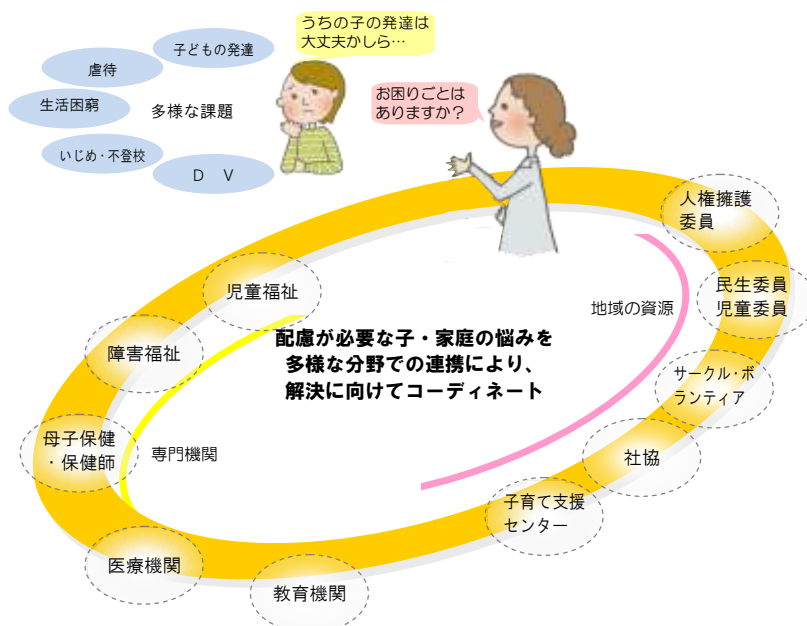 うちの子の発達は
大丈夫かしら…
子どもの発達
虐待
生活困窮
多様な課題
いじめ・不登校
Ｄ Ｖ
お困りごとは
ありますか？
人権擁護
委員
民生委員
児童委員
サークル・ボ
ランティア
社協
子育て支援
センター
教育機関
医療機関
母子保健
・保健師
障害福祉
児童福祉
地域の資源
専門機関
配慮が必要な子・家庭の悩みを
多様な分野での連携により、
解決に向けてコーディネート